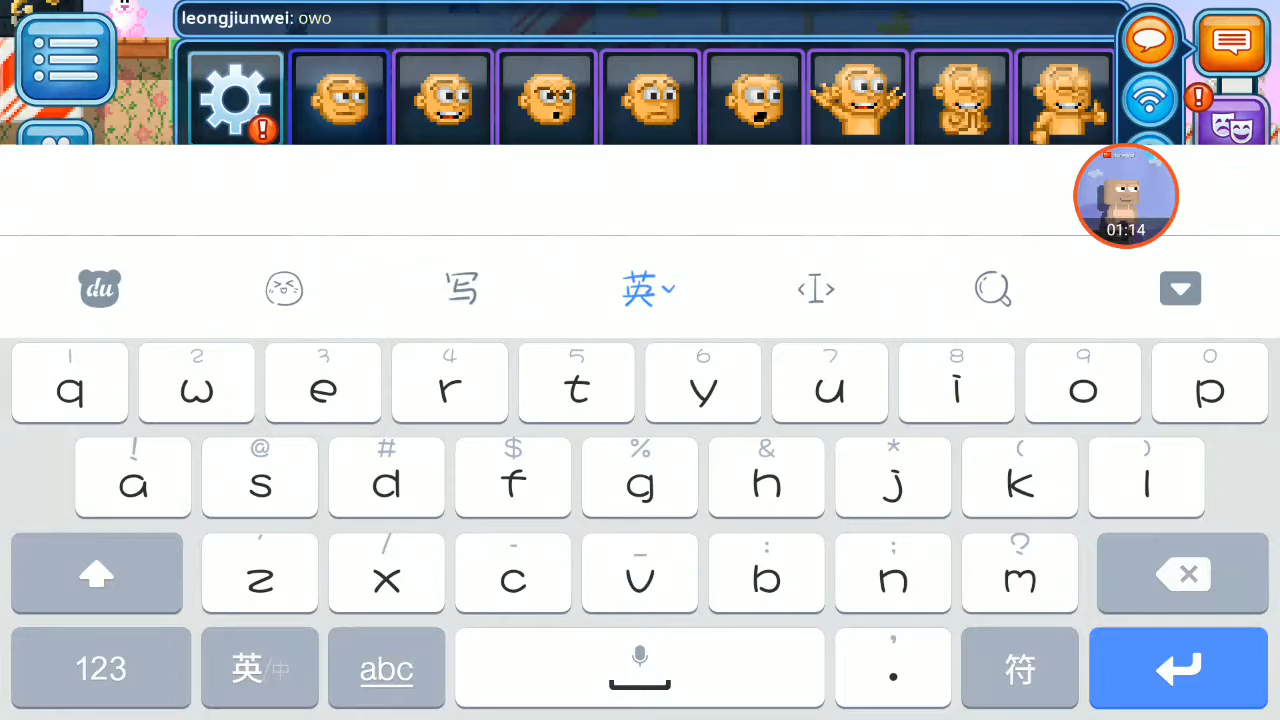 leongjiunwei: owo
01:14
du 写 英
1 2 3 4 5 6 7 8 9 0
q w e r t y u i o p
! @ # $ % & * ( )
a s d f g h j k l
' / - _ : ; ?
z x c v b n m
123 英/中 abc , . 符